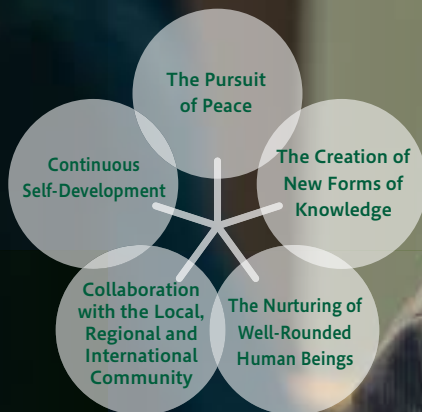 The Pursuit
of Peace
The Creation of
New Forms of
Knowledge
The Nurturing of
Well-Rounded
Human Beings
Collaboration
with the Local,
Regional and
International
Community
Continuous
Self-Development